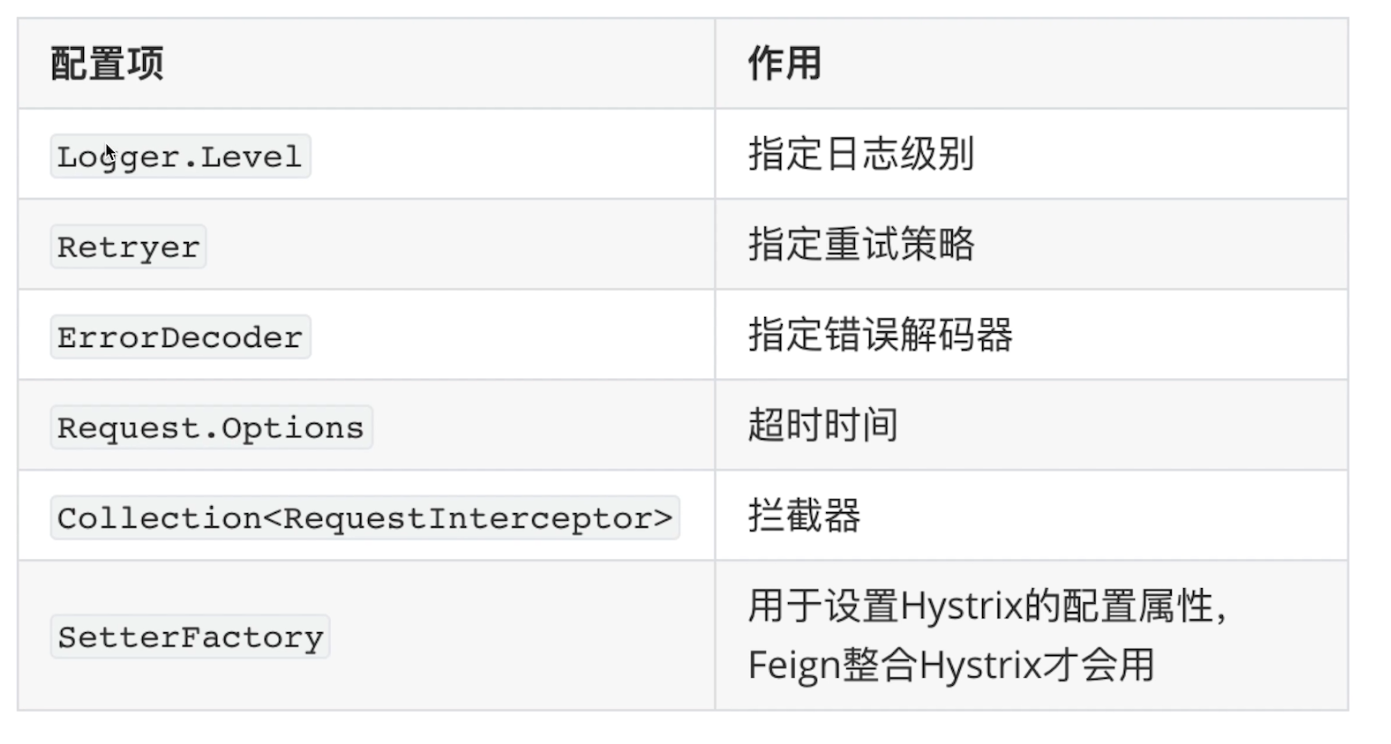 配置项 作用
Logger.Level 指定日志级别
Retryer 指定重试策略
ErrorDecoder 指定错误解码器
Request.Options 超时时间
Collection<RequestInterceptor> 拦截器
SetterFactory 用于设置Hystrix的配置属性，
Feign整合Hystrix才会用